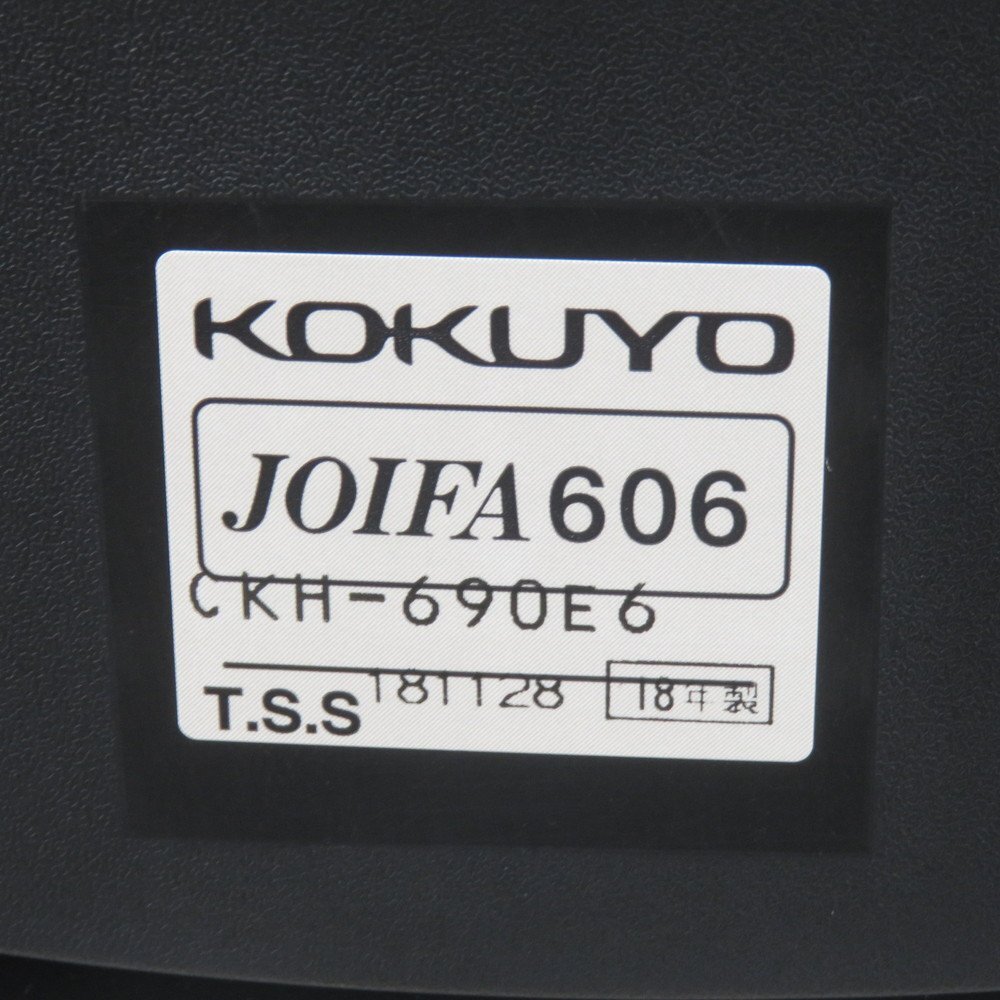 KOKUYO
JOIFA 606
CKH-690E6
T.S.S 181128 18年製